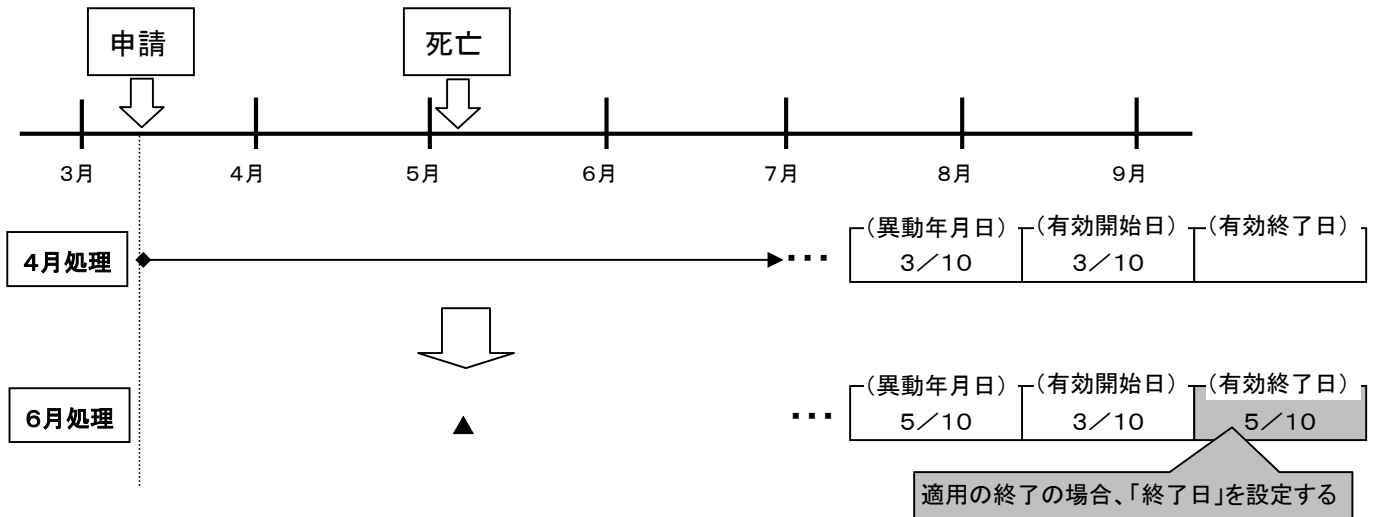 申請
死亡
3月
4月
5月
6月
7月
8月
9月
4月処理
･･･
(異動年月日)
(有効開始日)
(有効終了日)
3/10
3/10
6月処理
･･･
(異動年月日)
(有効開始日)
(有効終了日)
5/10
3/10
5/10
適用の終了の場合、「終了日」を設定する